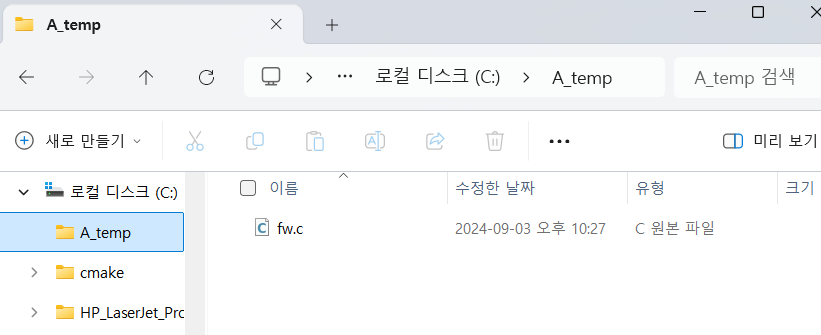 A_temp
로컬 디스크 (C:) A_temp A_temp 검색
새로 만들기 미리 보기
로컬 디스크 (C:) 이름 수정한 날짜 유형 크기
A_temp fw.c 2024-09-03 오후 10:27 C 원본 파일
cmake
HP_LaserJet_Pro